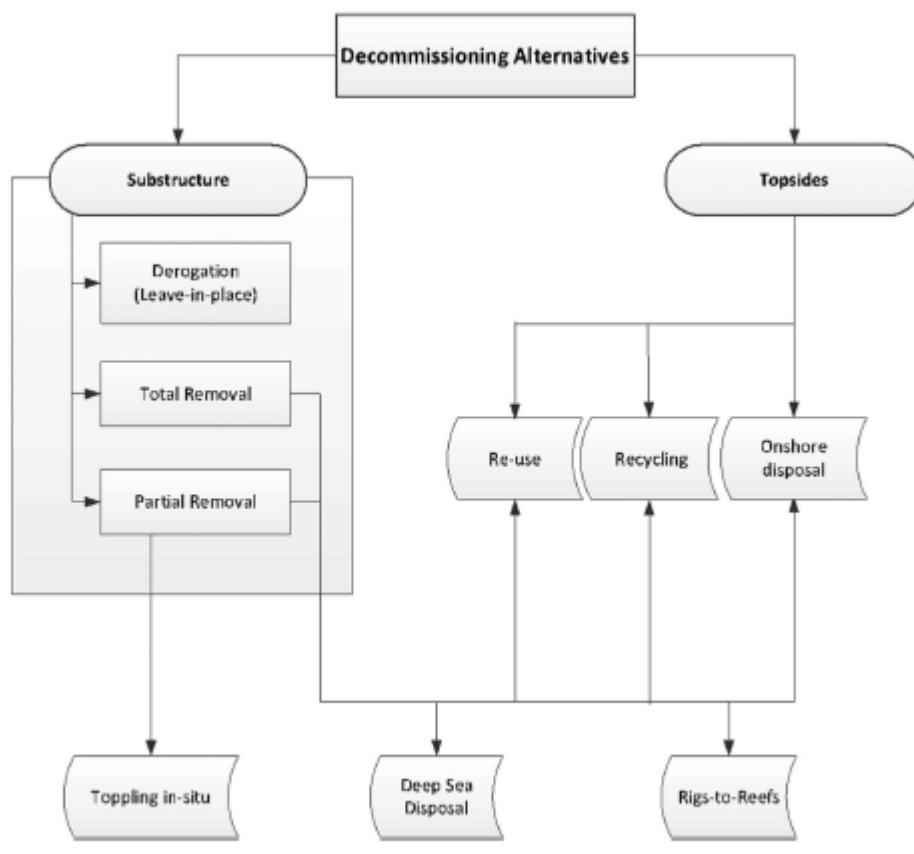 Decommissioning Alternatives
Substructure
Topsides
Derogation
(Leave-in-place)
Total Removal
Partial Removal
Re-use
Recycling
Onshore
disposal
Toppling in-situ
Deep Sea
Disposal
Rigs-to-Reefs